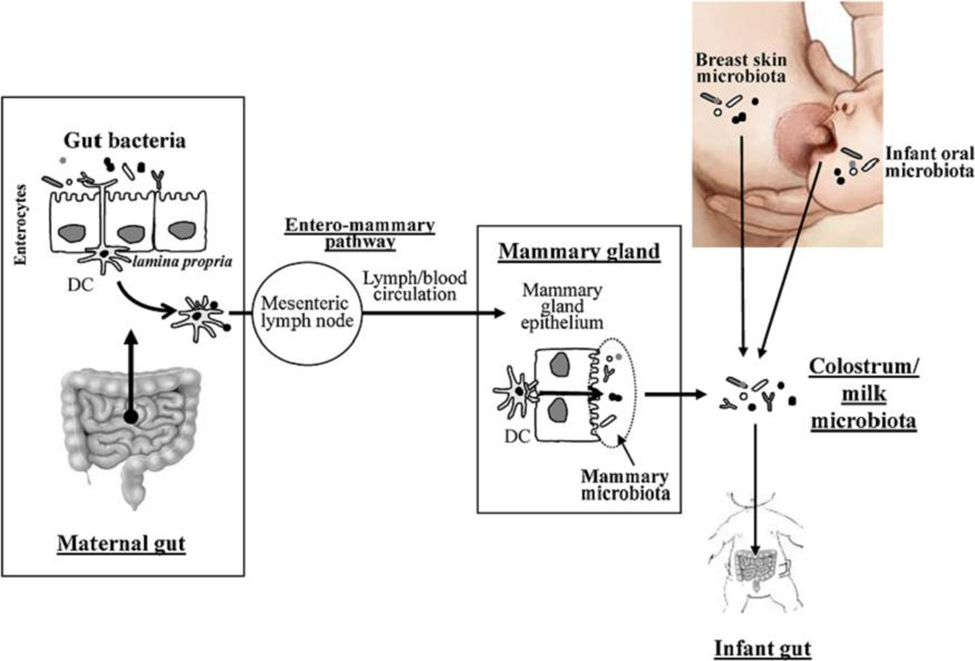 Gut bacteria
Enterocytes
lamina propria
DC
Maternal gut
Entero-mammary
pathway
Mesenteric
lymph node
Lymph/blood
circulation
Mammary gland
Mammary
gland
epithelium
DC
Mammary
microbiota
Breast skin
microbiota
Infant oral
microbiota
Colostrum/
milk
microbiota
Infant gut